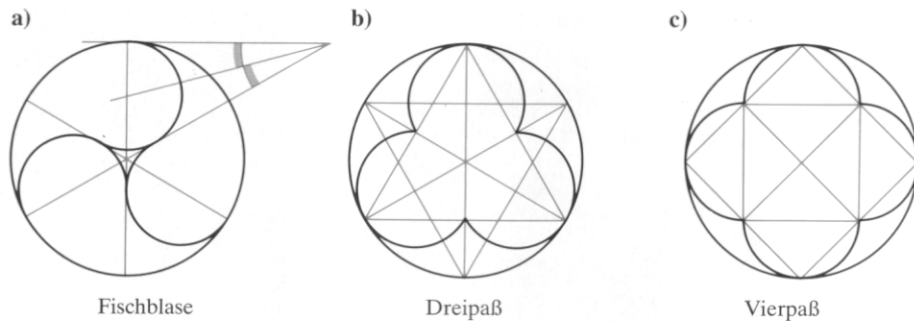 a)
b)
c)
Fischblase
Dreipaß
Vierpaß